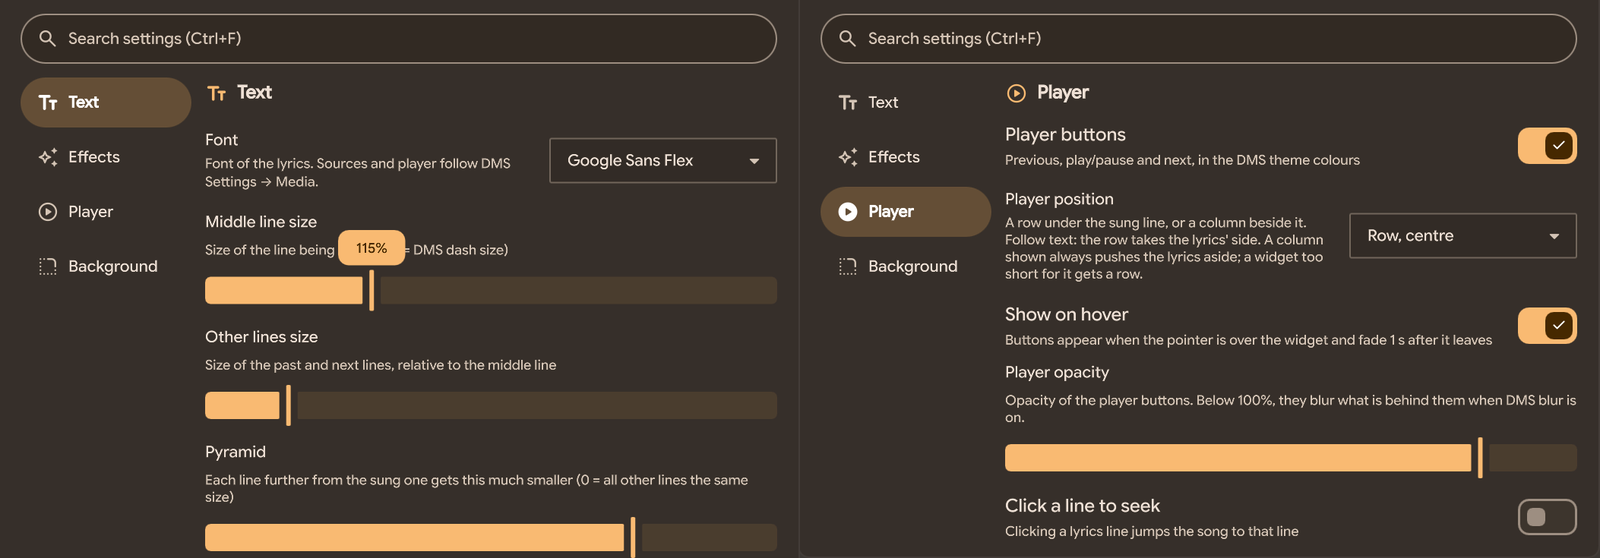 Search settings (Ctrl+F)
Text
Effects
Player
Background
Text
Font
Font of the lyrics. Sources and player follow DMS
Settings → Media.
Google Sans Flex
Middle line size
Size of the line being
115%
= DMS dash size)
Other lines size
Size of the past and next lines, relative to the middle line
Pyramid
Each line further from the sung one gets this much smaller (0 = all other lines the same
size)
Search settings (Ctrl+F)
Text
Effects
Player
Background
Player
Player buttons
Previous, play/pause and next, in the DMS theme colours
Player position
A row under the sung line, or a column beside it.
Follow text: the row takes the lyrics' side. A column
shown always pushes the lyrics aside; a widget too
short for it gets a row.
Row, centre
Show on hover
Buttons appear when the pointer is over the widget and fade 1 s after it leaves
Player opacity
Opacity of the player buttons. Below 100%, they blur what is behind them when DMS blur is
on.
Click a line to seek
Clicking a lyrics line jumps the song to that line